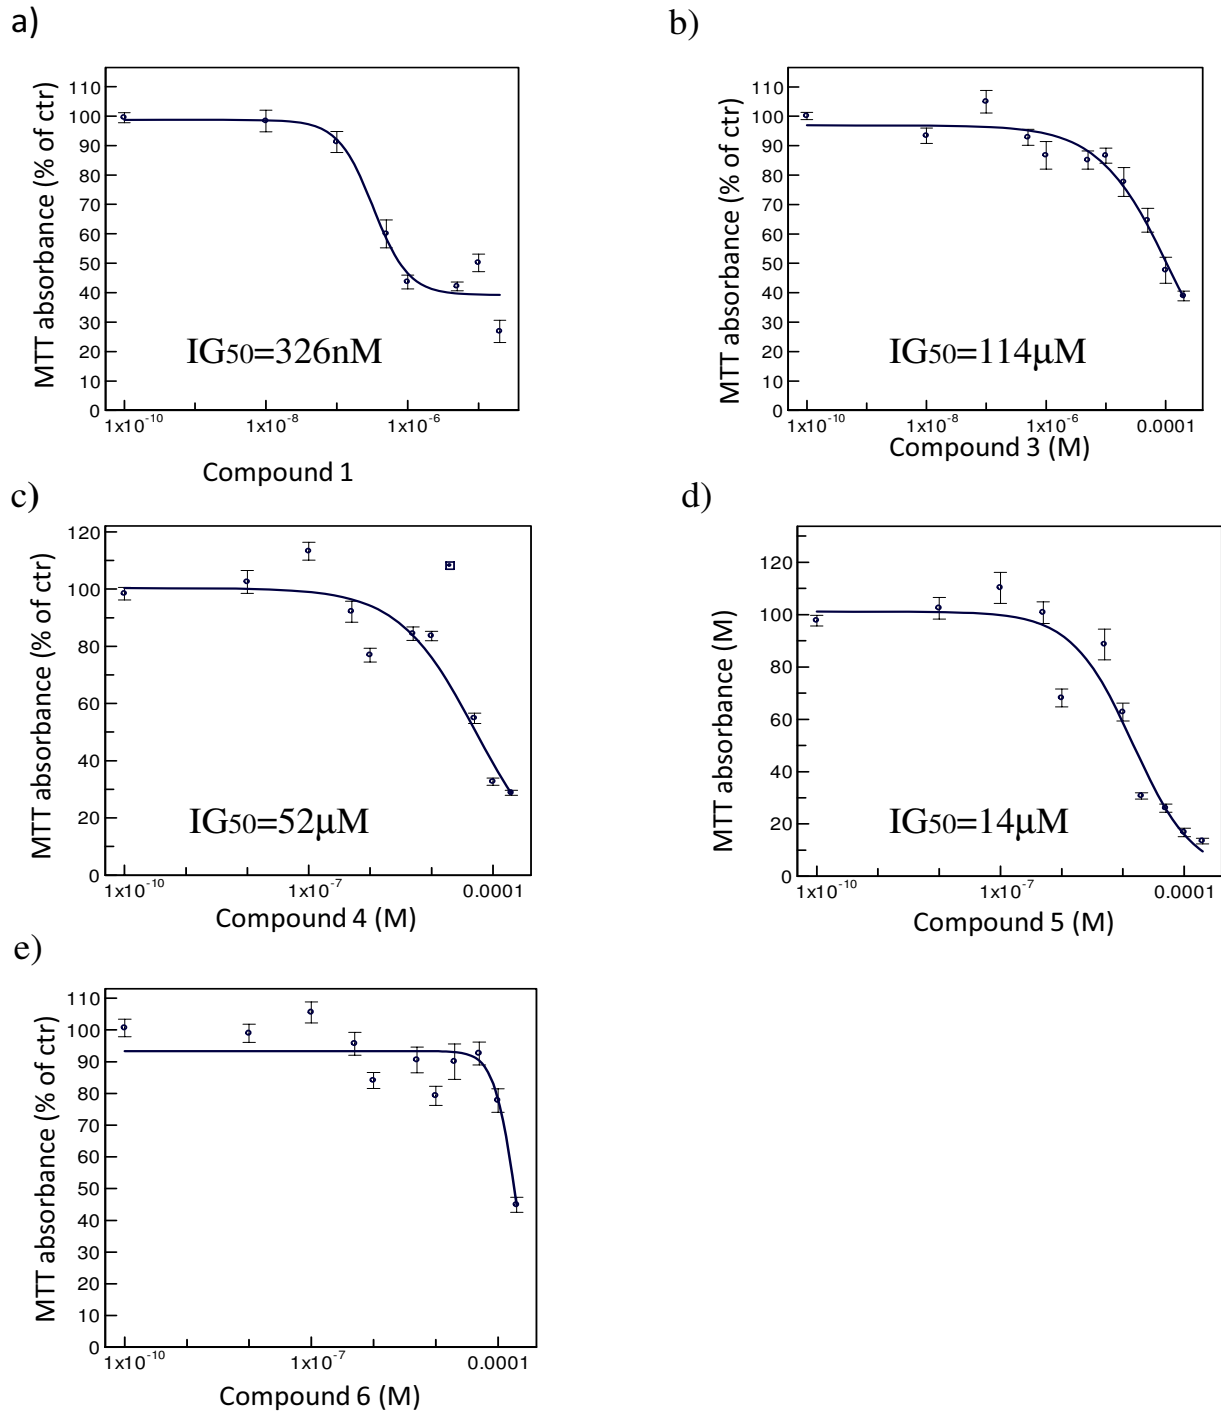 a)
MTT absorbance (% of ctr)
110
100
90
80
70
60
50
40
30
20
10
0
IG50=326nM
1x10-10
1x10-8
1x10-6
Compound 1
b)
MTT absorbance (% of ctr)
110
100
90
80
70
60
50
40
30
20
10
0
IG50=114μM
1x10-10
1x10-8
1x10-6
0.0001
Compound 3 (M)
c)
MTT absorbance (% of ctr)
120
100
80
60
40
20
0
IG50=52μM
1x10-10
1x10-7
0.0001
Compound 4 (M)
d)
MTT absorbance (M)
120
100
80
60
40
20
0
IG50=14μM
1x10-10
1x10-7
0.0001
Compound 5 (M)
e)
MTT absorbance (% of ctr)
110
100
90
80
70
60
50
40
30
20
10
0
1x10-10
1x10-7
0.0001
Compound 6 (M)